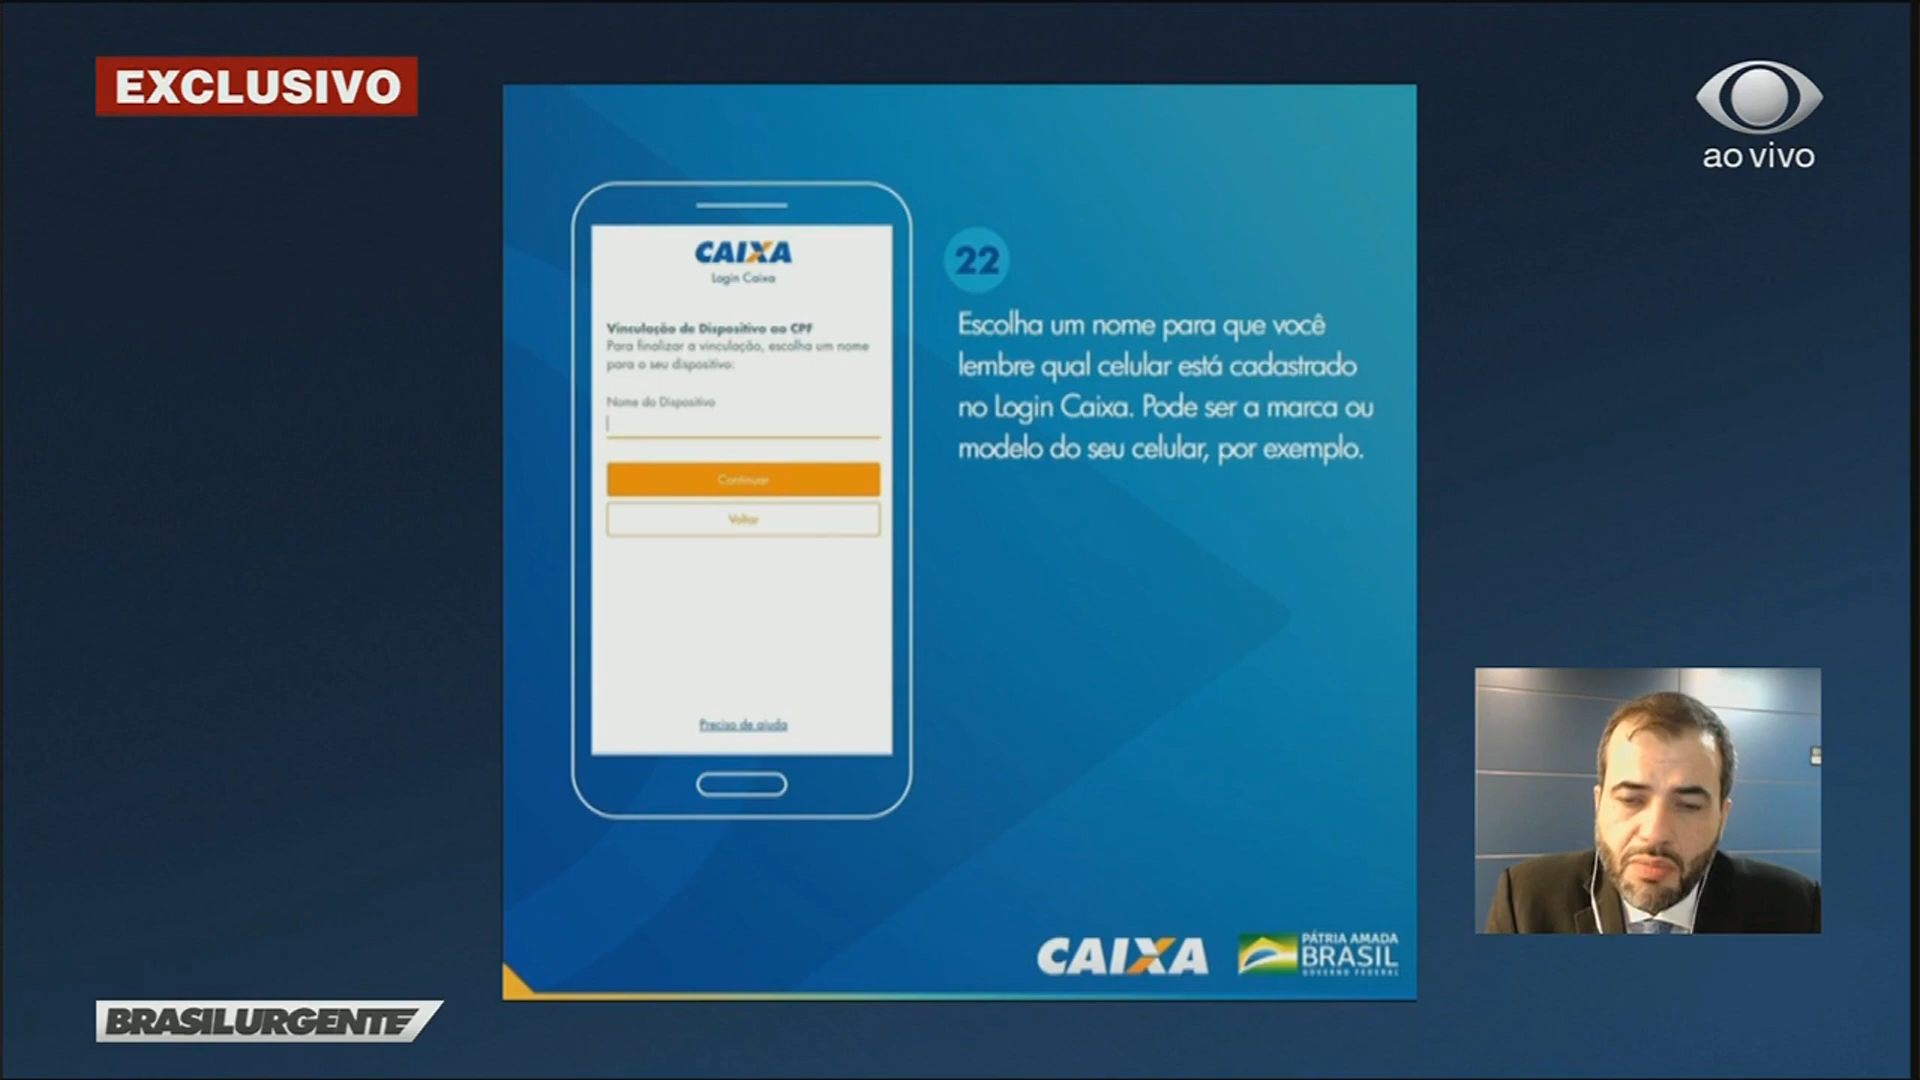 EXCLUSIVO
ao vivo
CAIXA
Login Caixa
Vinculação de Dispositivo ao CPF
Para finalizar a vinculação, escolha um nome
para o seu dispositivo:
Nome do Dispositivo
Continuar
Voltar
Preciso de ajuda
22
Escolha um nome para que você
lembre qual celular está cadastrado
no Login Caixa. Pode ser a marca ou
modelo do seu celular, por exemplo.
CAIXA
PÁTRIA AMADA
BRASIL
GOVERNO FEDERAL
BRASILURGENTE